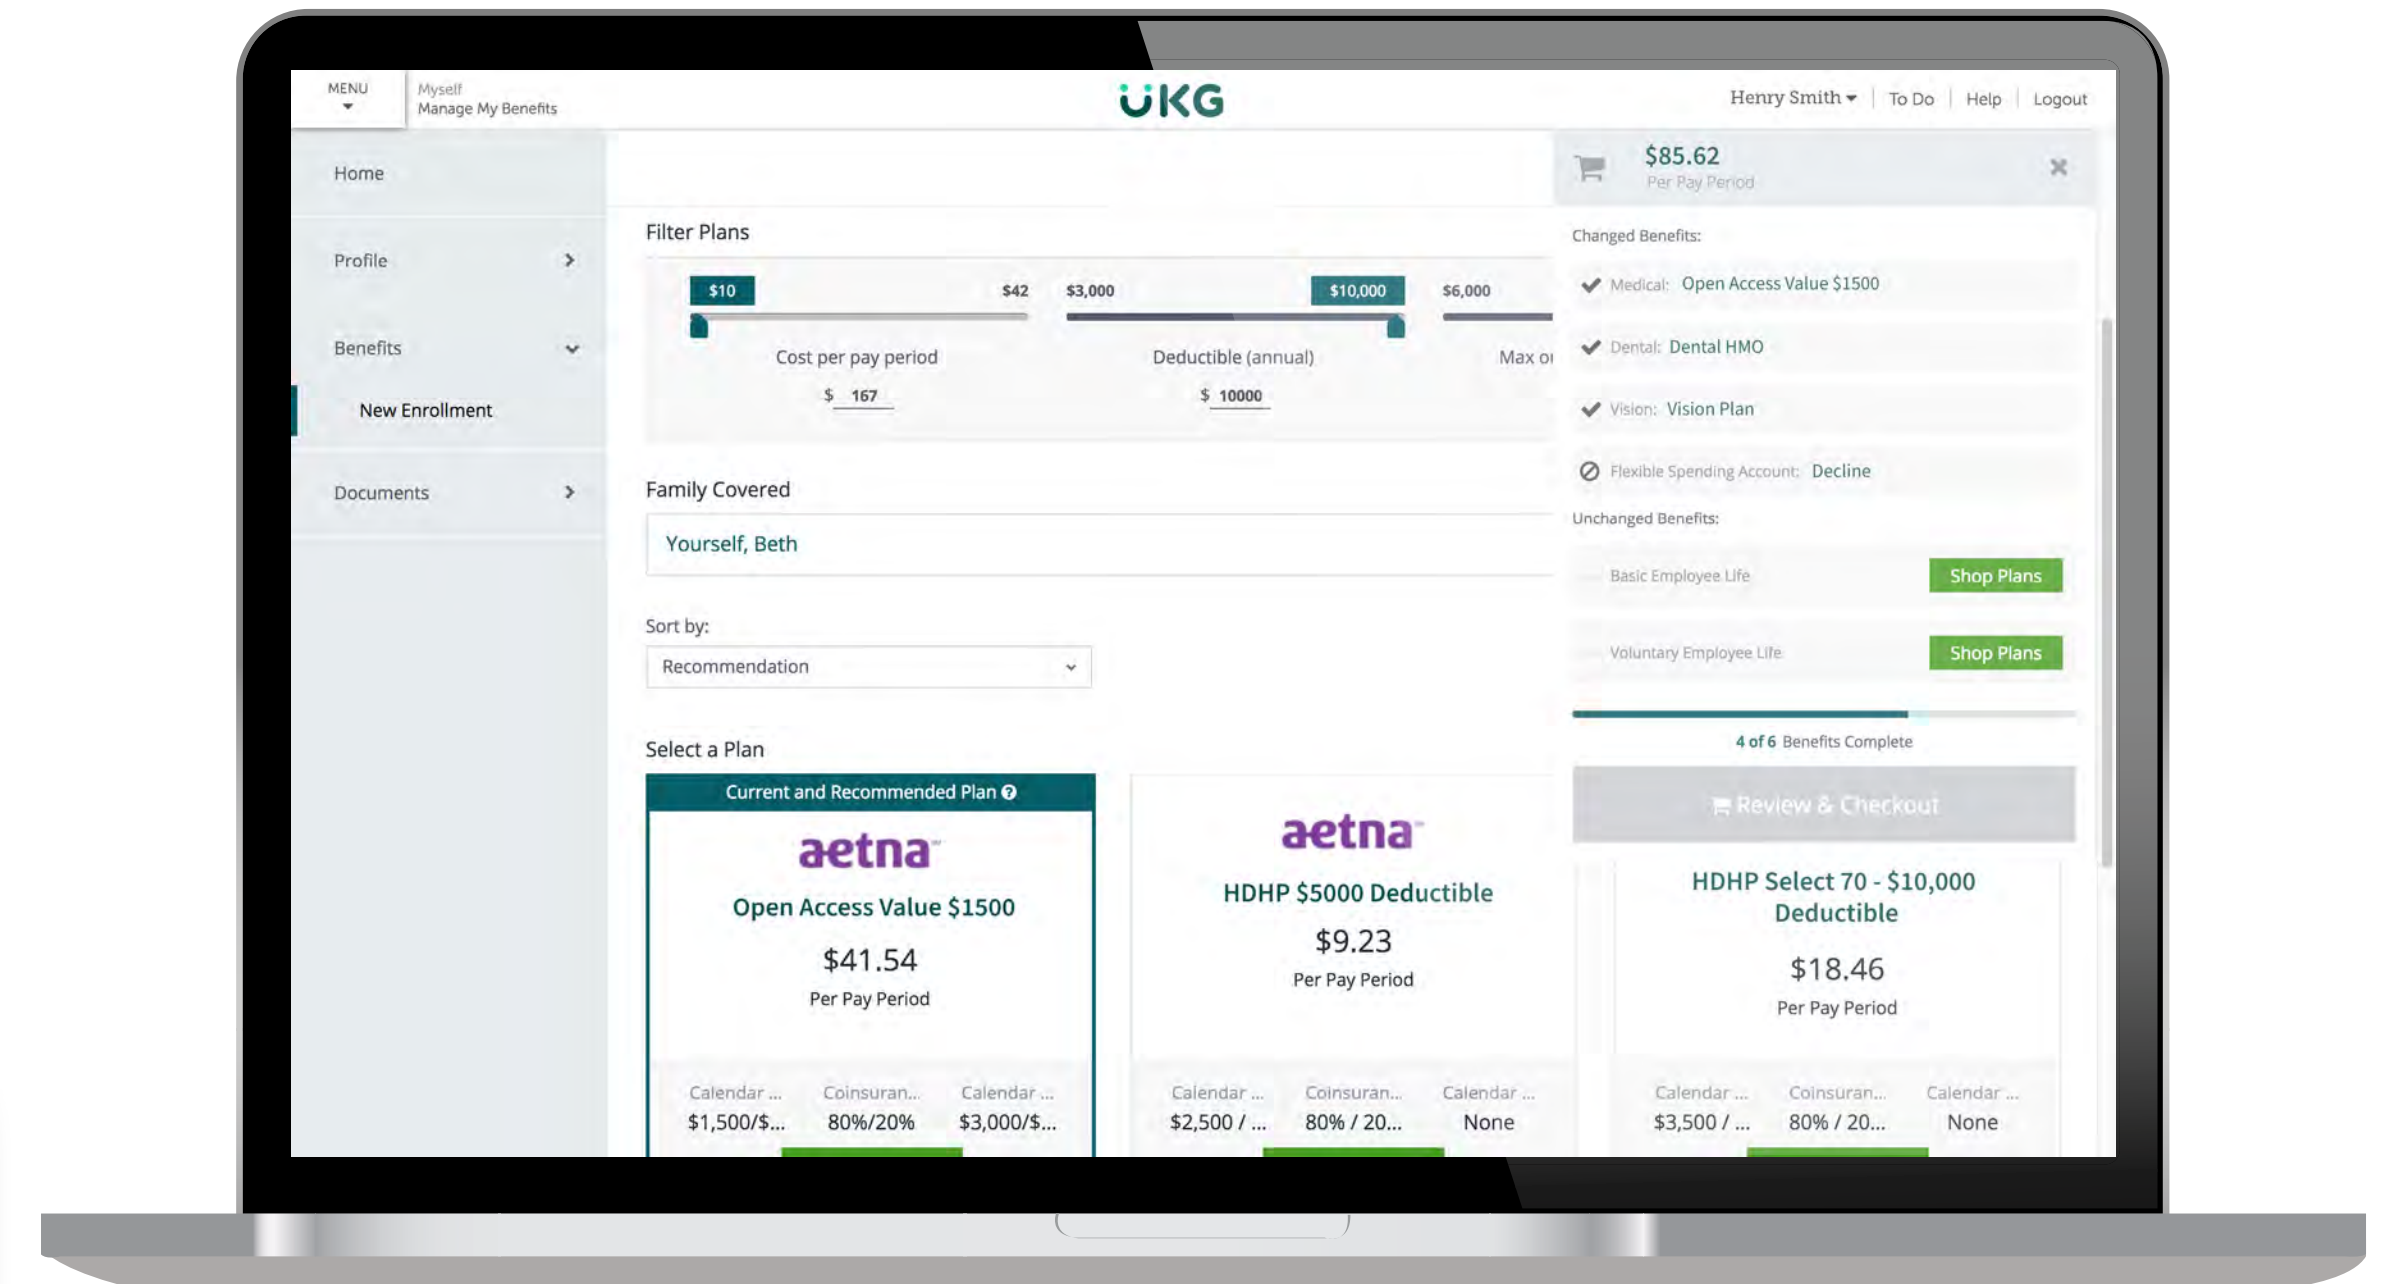 MENU
Myself
Manage My Benefits
UKG
Henry Smith
To Do
Help
Logout
Home
Profile
Benefits
New Enrollment
Documents
$85.62
Per Pay Period
Filter Plans
$10
$42
$3,000
$10,000
$6,000
Cost per pay period
Deductible (annual)
Max o
$ 167
$ 10000
Family Covered
Yourself, Beth
Sort by:
Recommendation
Select a Plan
Changed Benefits:
Medical: Open Access Value $1500
Dental: Dental HMO
Vision: Vision Plan
Flexible Spending Account: Decline
Unchanged Benefits:
Basic Employee Life
Shop Plans
Voluntary Employee Life
Shop Plans
4 of 6 Benefits Complete
Review & Checkout
Current and Recommended Plan ?
aetna™
Open Access Value $1500
$41.54
Per Pay Period
Calendar ...
Coinsuran...
Calendar ...
$1,500/$...
80%/20%
$3,000/$...
aetna
HDHP $5000 Deductible
$9.23
Per Pay Period
Calendar ...
Coinsuran...
Calendar ...
$2,500 / ...
80% / 20...
None
HDHP Select 70 - $10,000
Deductible
$18.46
Per Pay Period
Calendar ...
Coinsuran...
Calendar ...
$3,500 / ...
80% / 20...
None